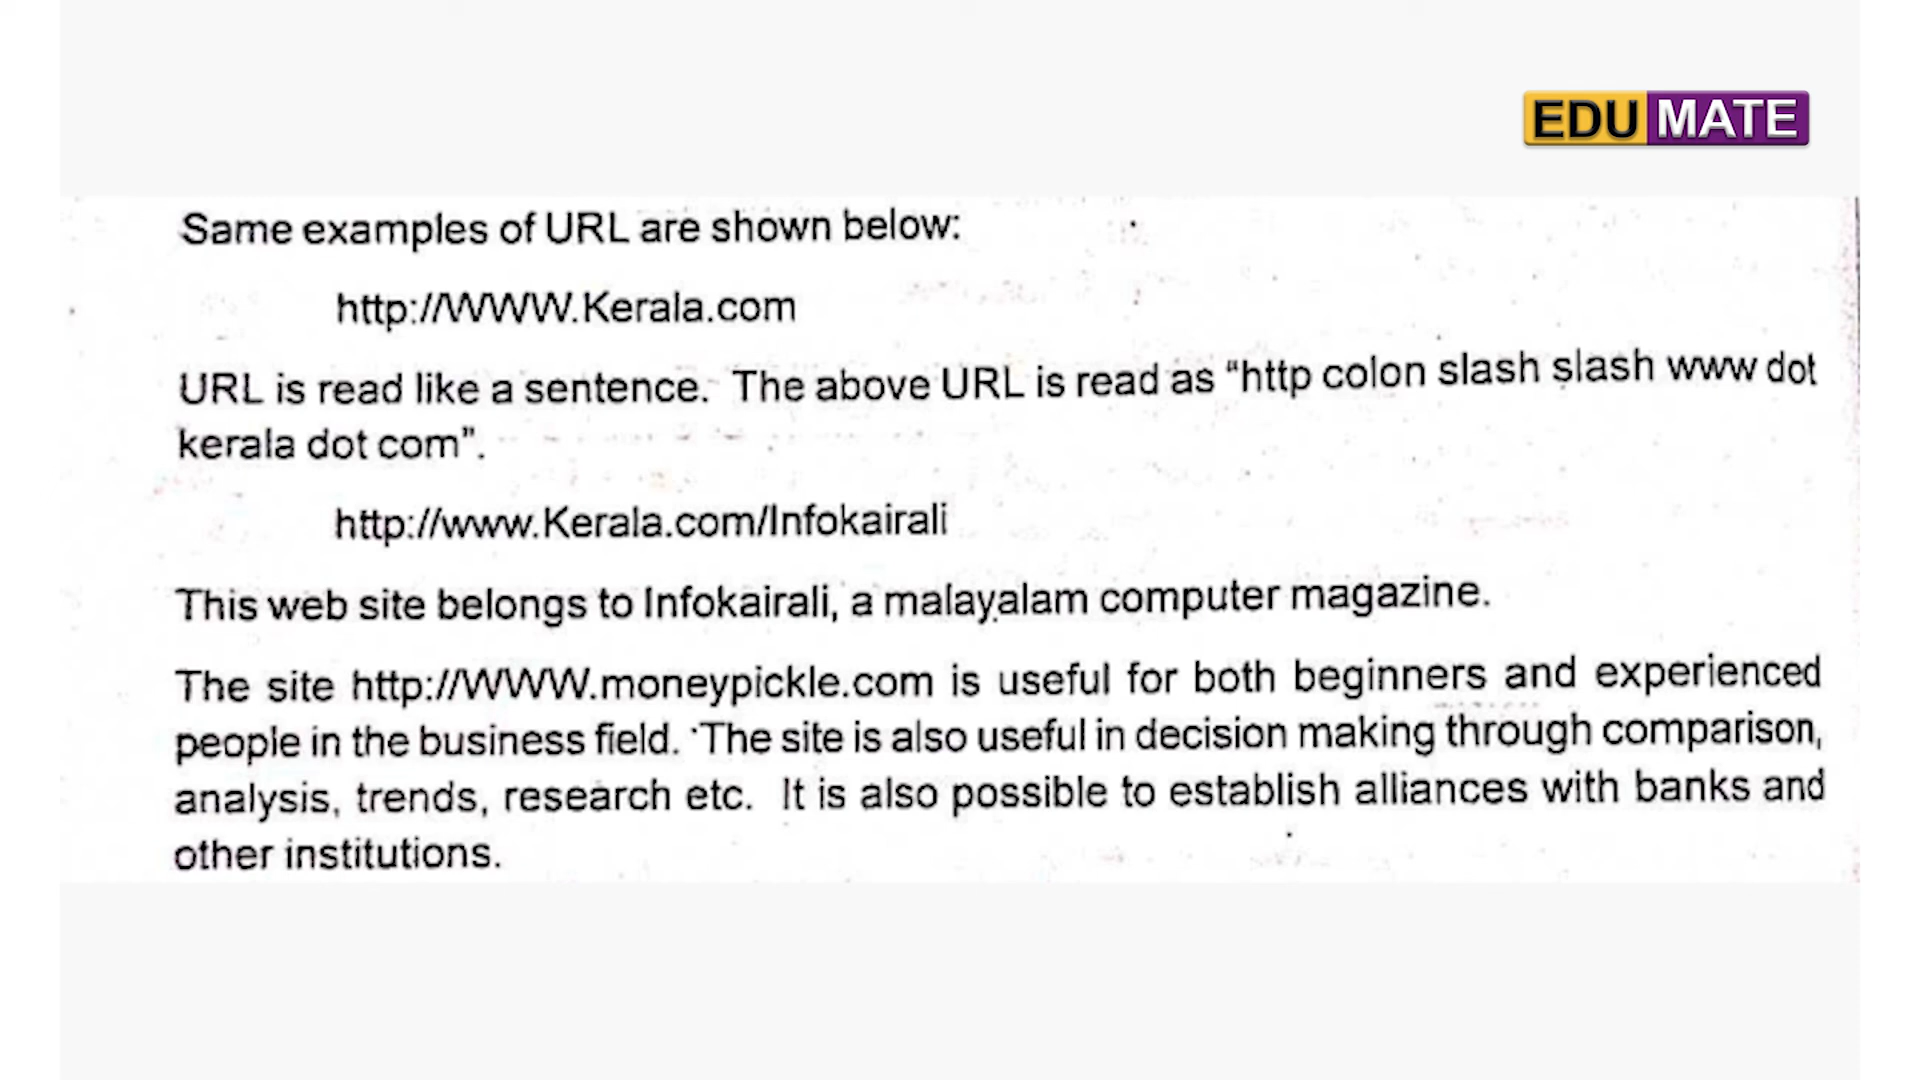 EDUMATE
Same examples of URL are shown below:
http://WWW.Kerala.com
URL is read like a sentence. The above URL is read as “http colon slash slash www dot
kerala dot com”.
http://www.Kerala.com/Infokairali
This web site belongs to Infokairali, a malayalam computer magazine.
The site http://WWW.moneypickle.com is useful for both beginners and experienced
people in the business field. The site is also useful in decision making through comparison,
analysis, trends, research etc. It is also possible to establish alliances with banks and
other institutions.